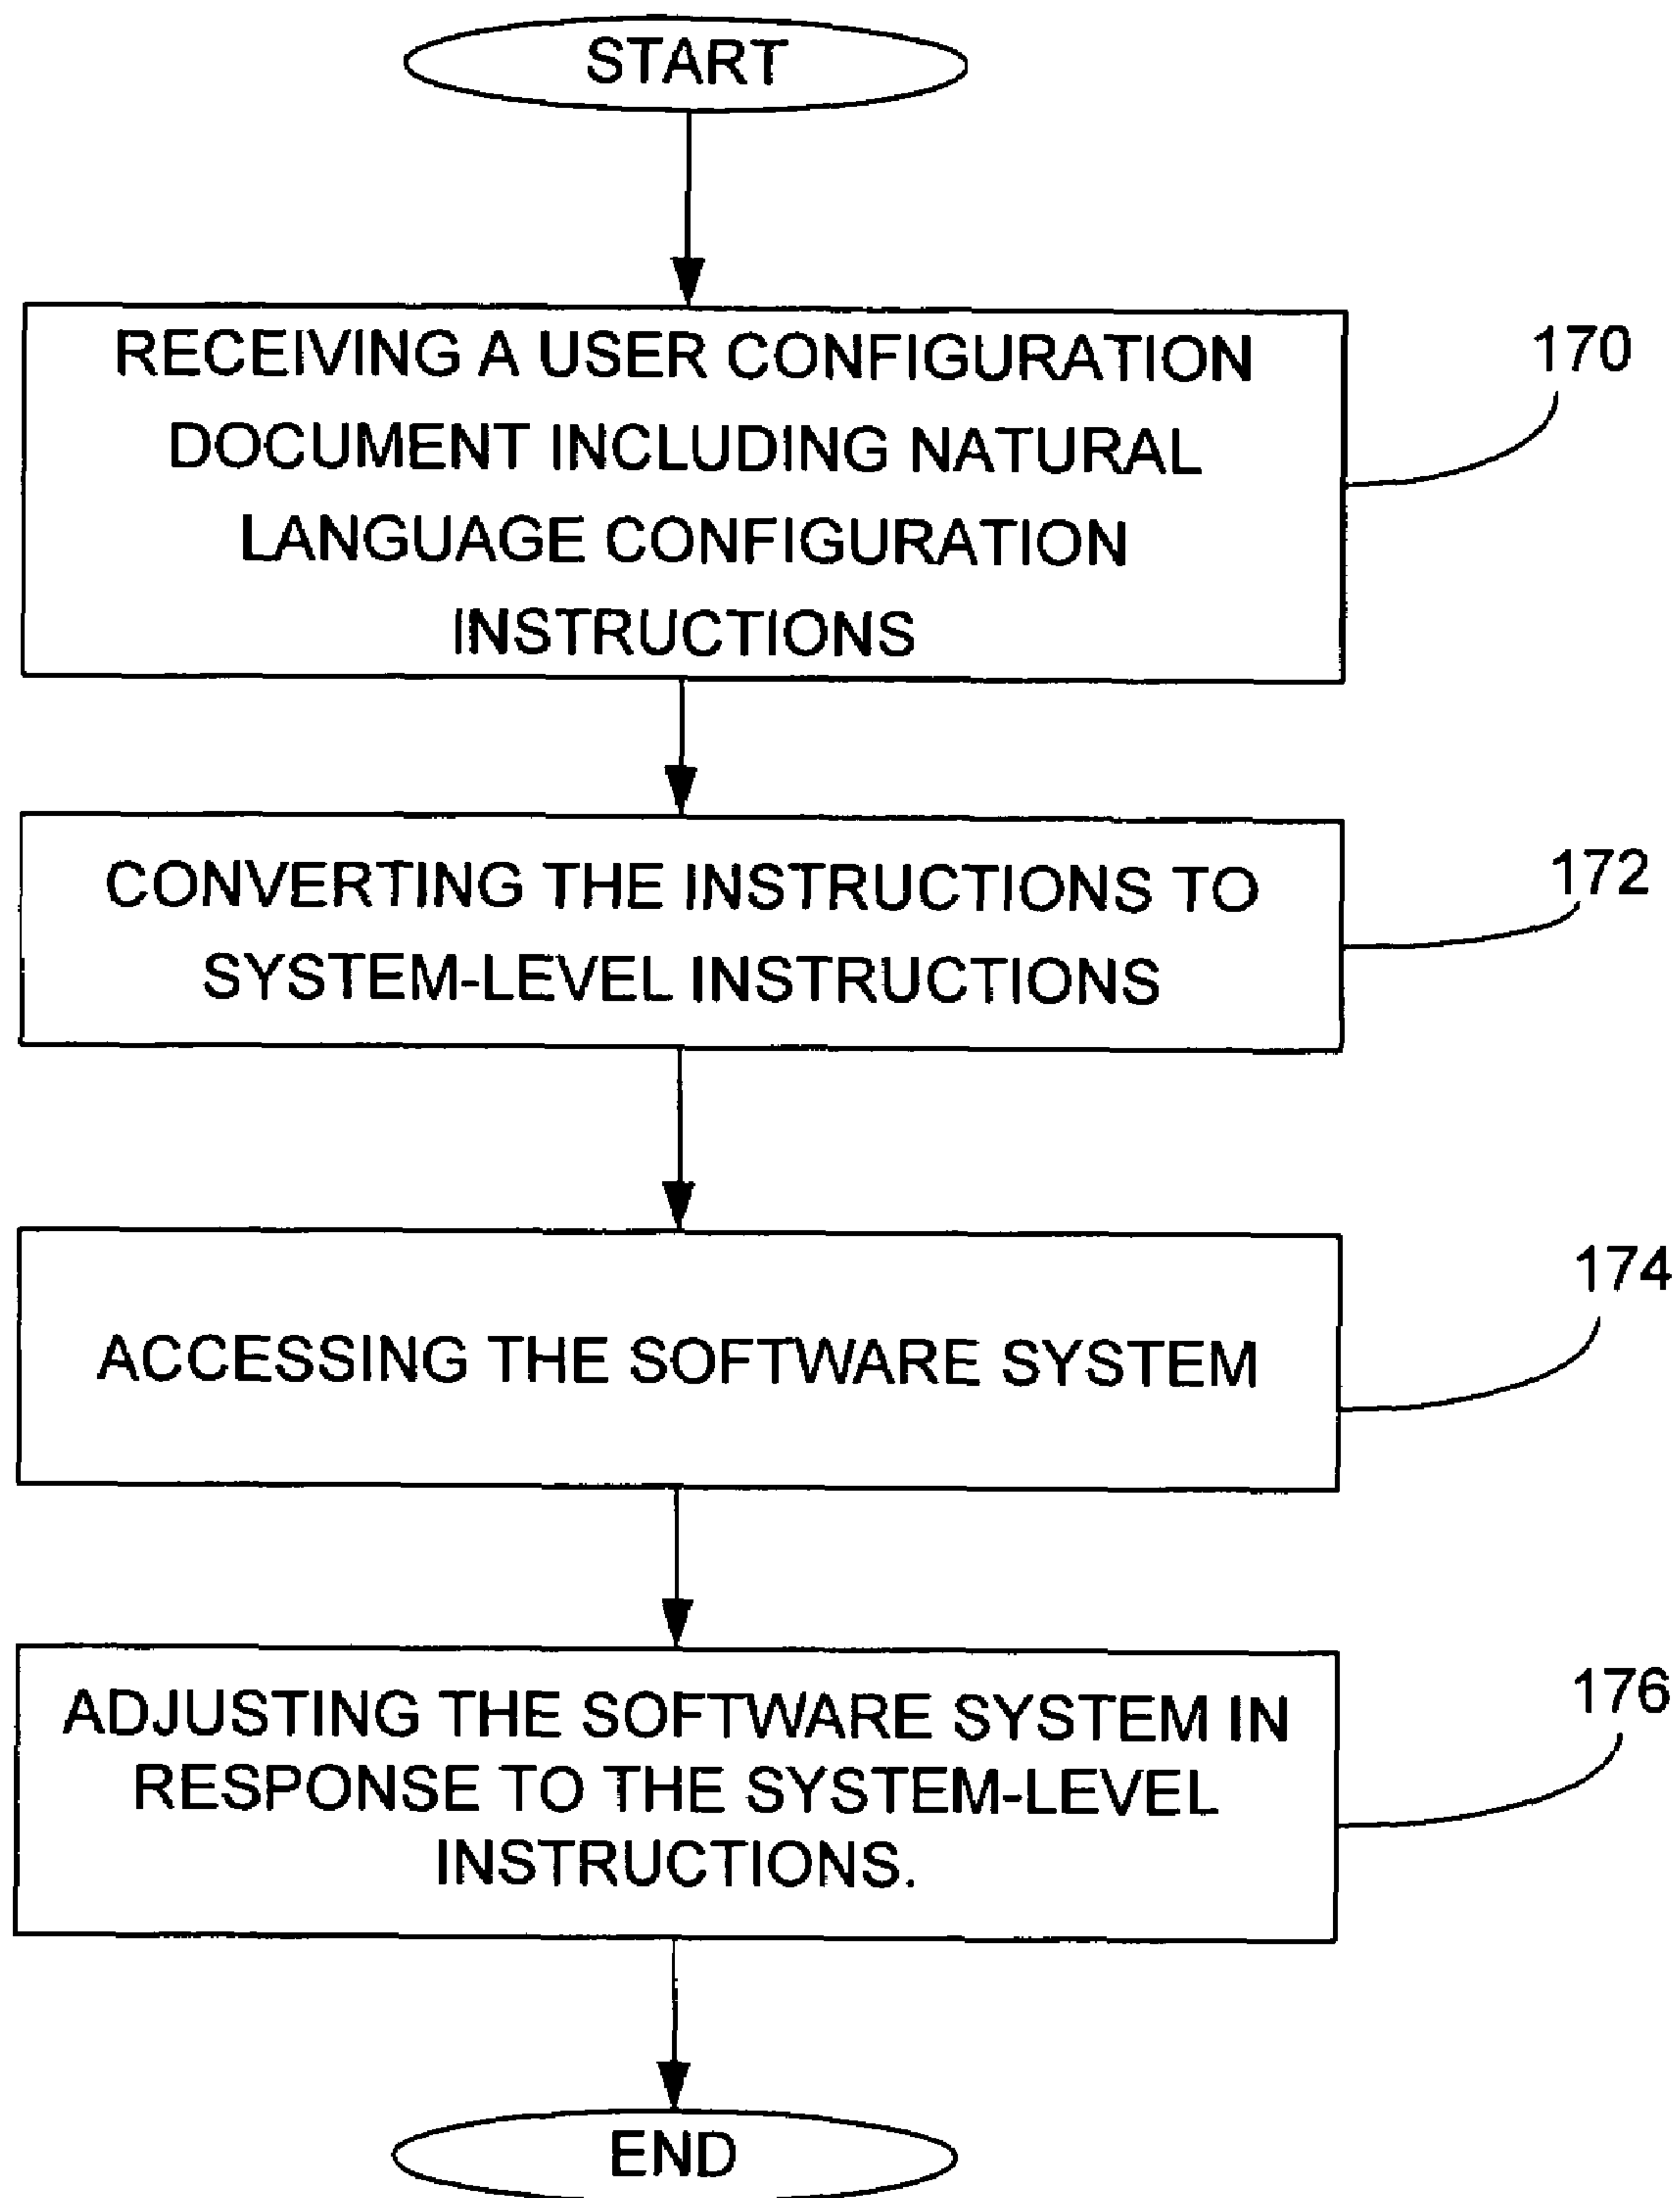 START
RECEIVING A USER CONFIGURATION
DOCUMENT INCLUDING NATURAL
LANGUAGE CONFIGURATION
INSTRUCTIONS
170
CONVERTING THE INSTRUCTIONS TO
SYSTEM-LEVEL INSTRUCTIONS
172
ACCESSING THE SOFTWARE SYSTEM
174
ADJUSTING THE SOFTWARE SYSTEM IN
RESPONSE TO THE SYSTEM-LEVEL
INSTRUCTIONS.
176
END